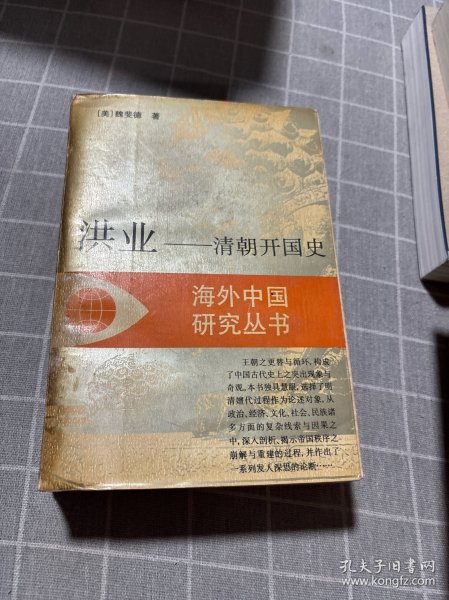 [美]魏斐德 著
洪业——清朝开国史
海外中国
研究丛书
王朝之更替与循环,构成
了中国古代史上之突出现象与
奇观。本书独具慧眼,选择了明
清嬗代过程作为论述对象,从
政治、经济、文化、社会、民族诸
多方面的复杂线索与因果之
中,深入剖析、揭示帝国秩序之
崩解与重建的过程,并作出了
一系列发人深思的论断……
孔夫子旧书网
www.kongfz.com